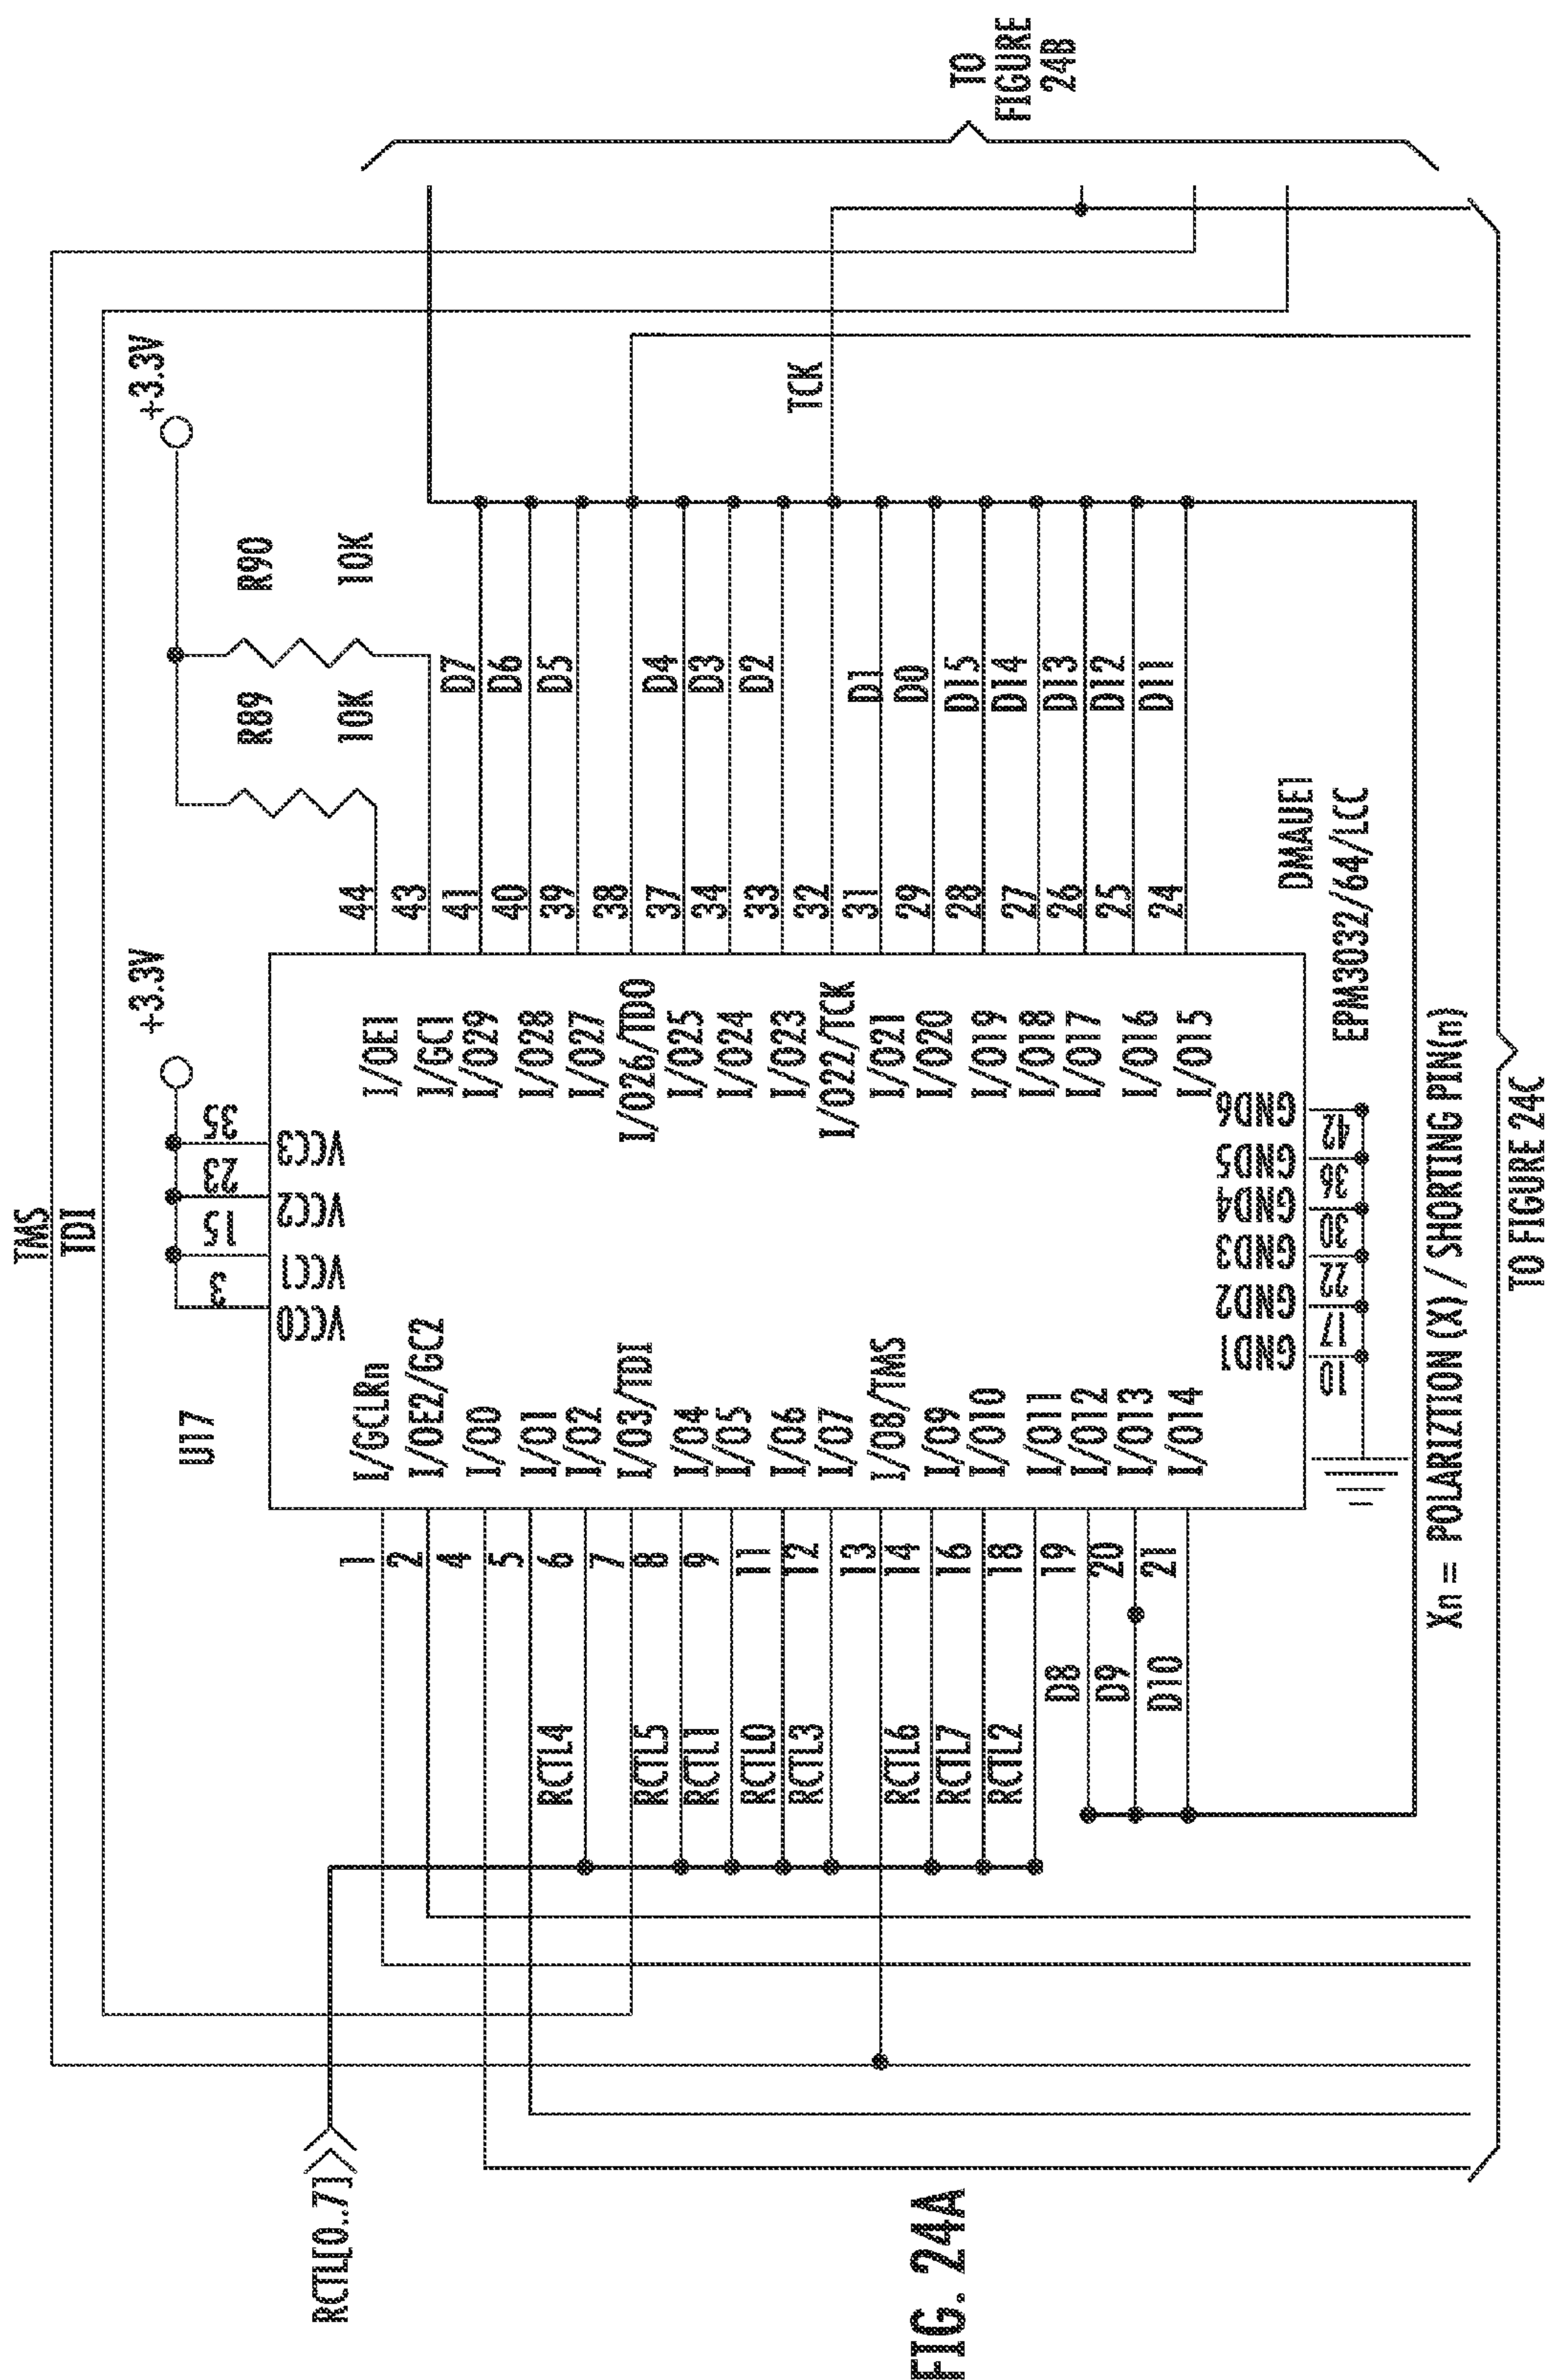 TMS
TDI
+3.3V
+3.3V
U17
3
15
23
35
VCC0
VCC1
VCC2
VCC3
R89
10K
R90
10K
RCTL[0..7]
1
I/GCLRn
I/OE1
44
2
I/OE2/GC2
I/GC1
43
4
I/O0
I/O29
41
D7
5
I/O1
I/O28
40
D6
RCTL4
6
I/O2
I/O27
39
D5
7
I/O3/TDI
I/O26/TDO
38
RCTL5
8
I/O4
I/O25
37
D4
RCTL1
9
I/O5
I/O24
34
D3
RCTL0
11
I/O6
I/O23
33
D2
RCTL3
12
I/O7
I/O22/TCK
32
TCK
13
I/O8/TMS
I/O21
31
D1
RCTL6
14
I/O9
I/O20
29
D0
RCTL7
16
I/O10
I/O19
28
D15
RCTL2
18
I/O11
I/O18
27
D14
D8
19
I/O12
I/O17
26
D13
D9
20
I/O13
I/O16
25
D12
D10
21
I/O14
I/O15
24
D11
GND1
GND2
GND3
GND4
GND5
GND6
10
17
22
30
36
42
DMAUE1
EPM3032/64/LCC
Xn = POLARIZTION (X) / SHORTING PIN(n)
TO
FIGURE
24B
TO FIGURE 24C
FIG. 24A